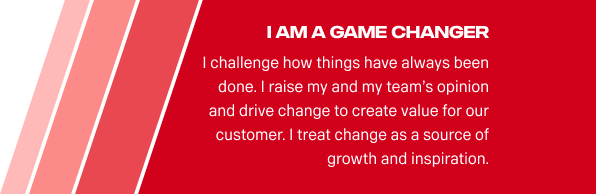 I AM A GAME CHANGER
I challenge how things have always been
done. I raise my and my team's opinion
and drive change to create value for our
customer. I treat change as a source of
growth and inspiration.